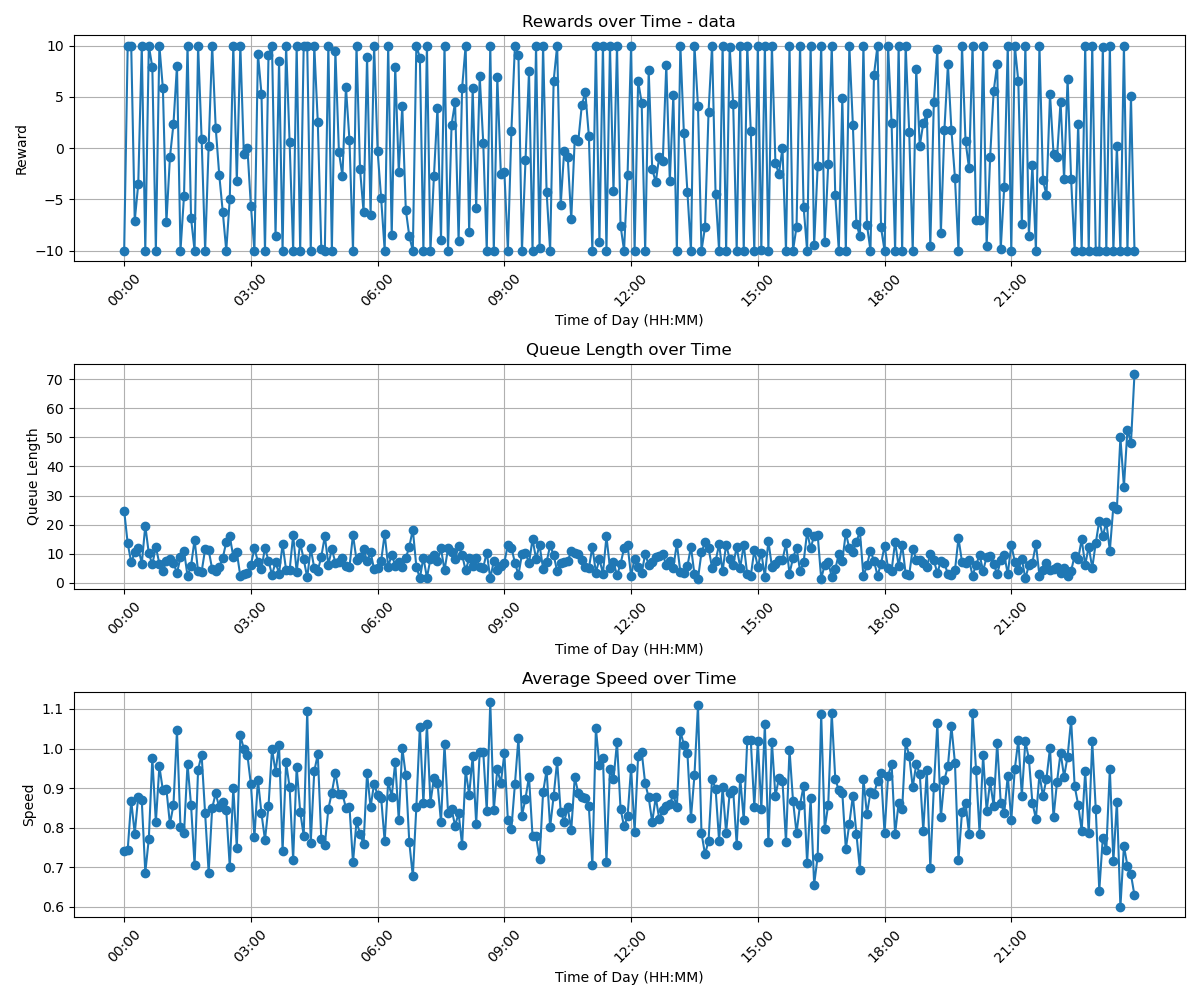 Rewards over Time - data
10
5
0
−5
−10
Reward
00:00 03:00 06:00 09:00 12:00 15:00 18:00 21:00
Time of Day (HH:MM)
Queue Length over Time
70
60
50
40
30
20
10
0
Queue Length
00:00 03:00 06:00 09:00 12:00 15:00 18:00 21:00
Time of Day (HH:MM)
Average Speed over Time
1.1
1.0
0.9
0.8
0.7
0.6
Speed
00:00 03:00 06:00 09:00 12:00 15:00 18:00 21:00
Time of Day (HH:MM)